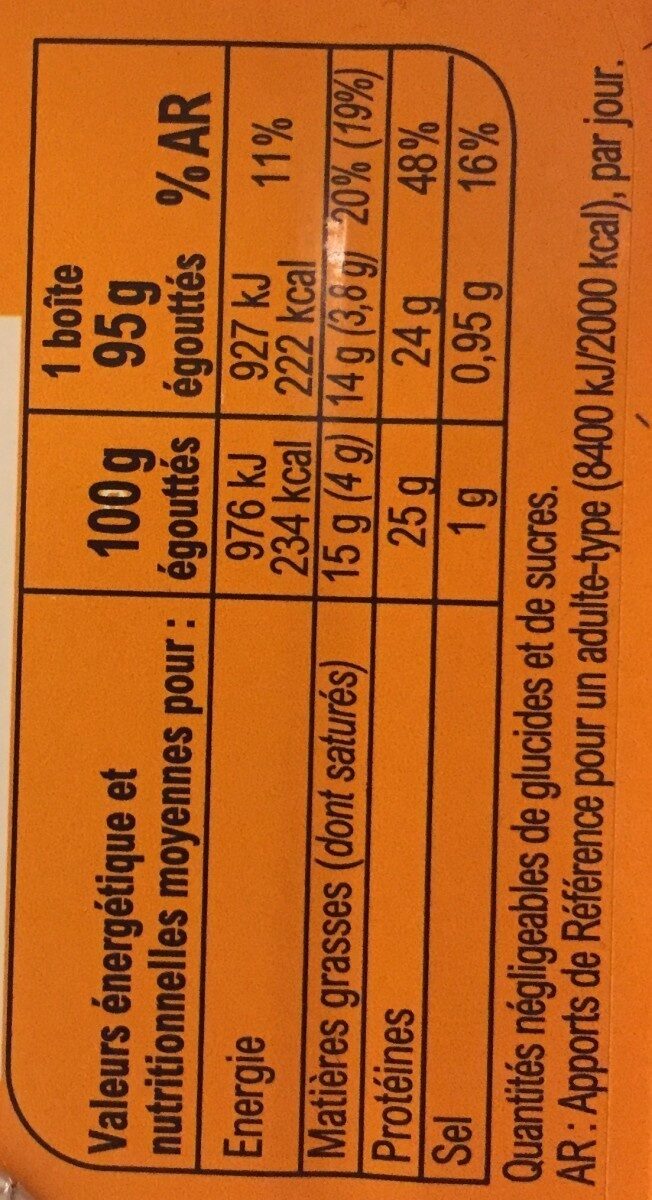 1 boîte
Valeurs énergétique et 100g 95g
nutritionnelles moyennes pour : égouttés égouttés % AR
Energie 976 kJ 927 kJ 11%
234 kcal 222 kcal
Matières grasses (dont saturés) 15 g (4 g) 14 g (3,8 g) 20% (19%)
Protéines 25 g 24 g 48%
Sel 1 g 0,95 g 16%
Quantités négligeables de glucides et de sucres.
AR : Apports de Référence pour un adulte-type (8400 kJ/2000 kcal), par jour.